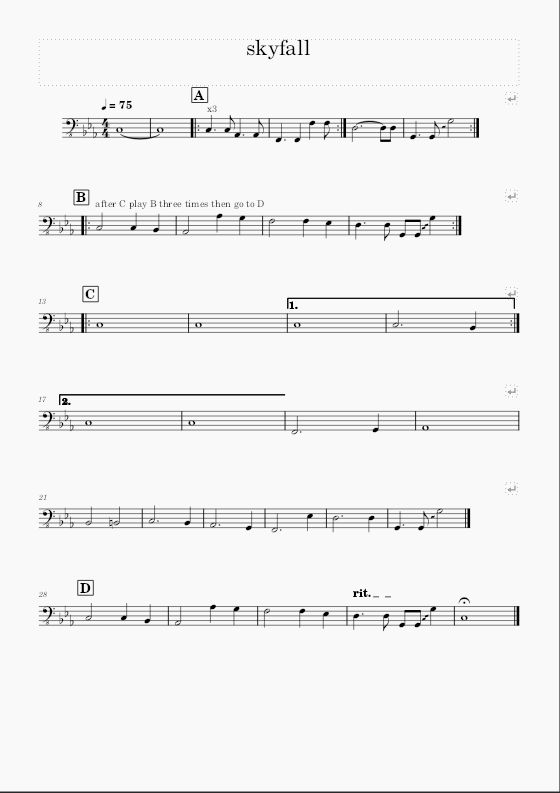 skyfall
♩ = 75
A
x3
8
B
after C play B three times then go to D
13
C
1.
17
2.
21
28
D
rit.